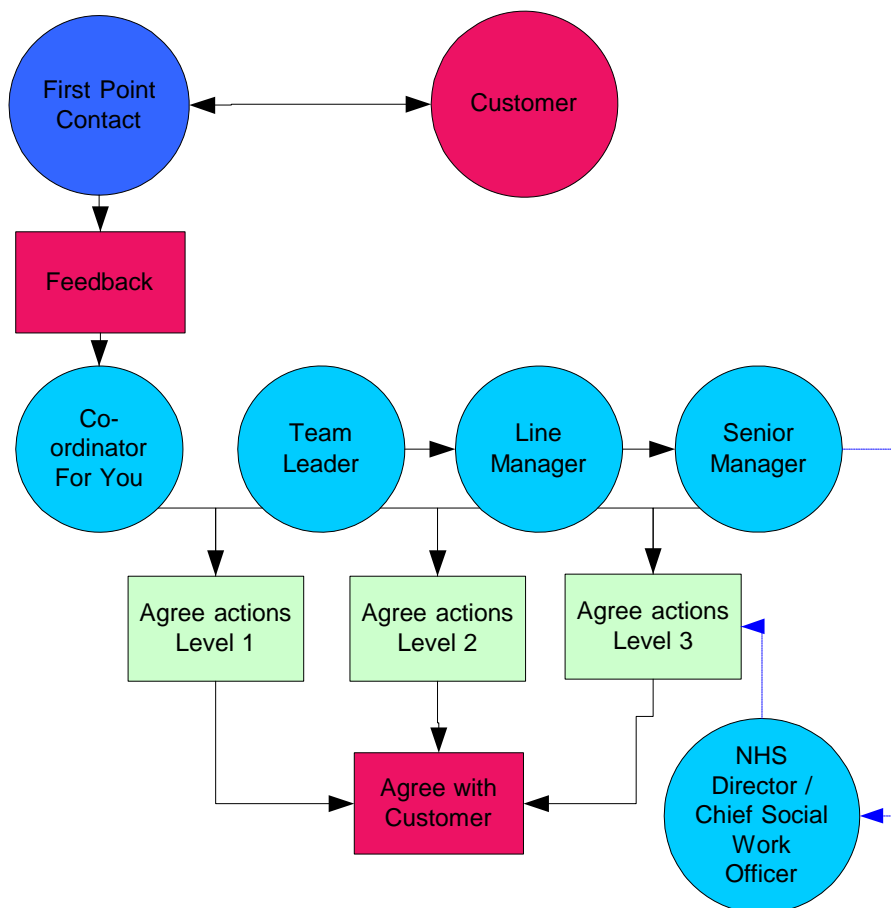 First Point
Contact
Customer
Feedback
Co-
ordinator
For You
Team
Leader
Line
Manager
Senior
Manager
Agree actions
Level 1
Agree actions
Level 2
Agree actions
Level 3
Agree with
Customer
NHS
Director /
Chief Social
Work
Officer